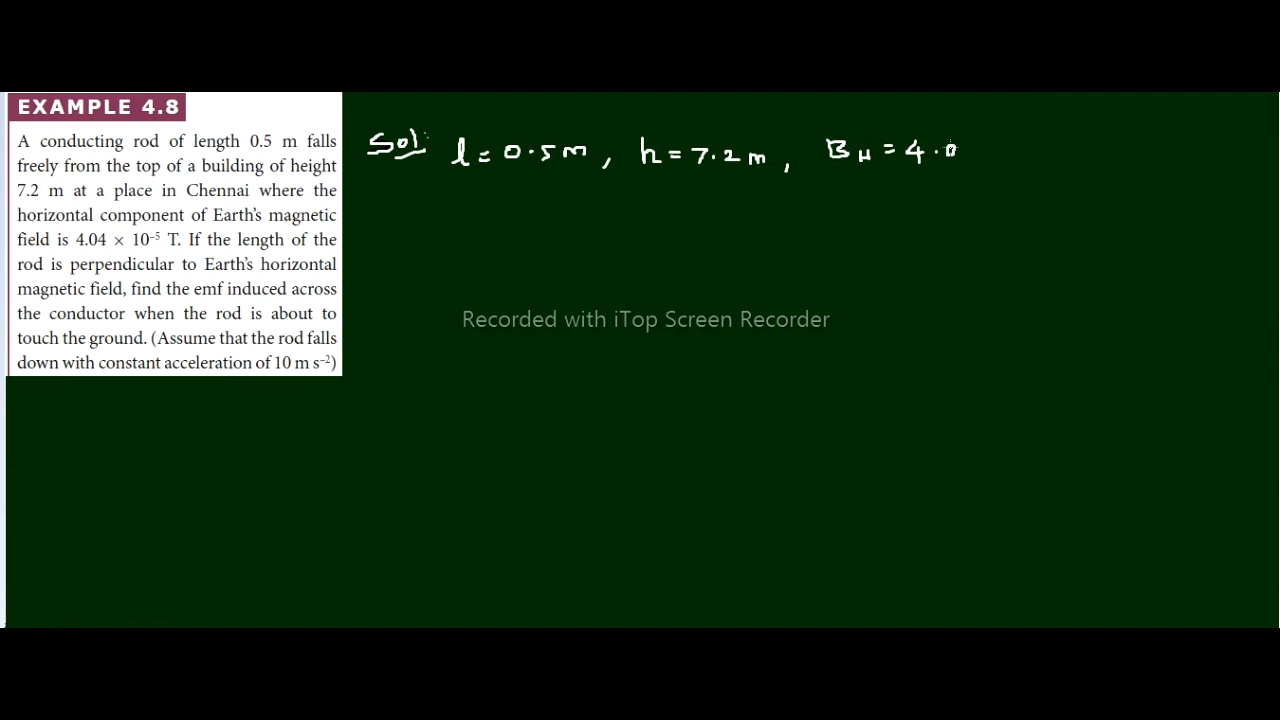 EXAMPLE 4.8
A conducting rod of length 0.5 m falls
freely from the top of a building of height
7.2 m at a place in Chennai where the
horizontal component of Earth's magnetic
field is 4.04 × 10⁻⁵ T. If the length of the
rod is perpendicular to Earth's horizontal
magnetic field, find the emf induced across
the conductor when the rod is about to
touch the ground. (Assume that the rod falls
down with constant acceleration of 10 m s⁻²)
Sol: l = 0.5 m, h = 7.2 m, B_H = 4.0
Recorded with iTop Screen Recorder